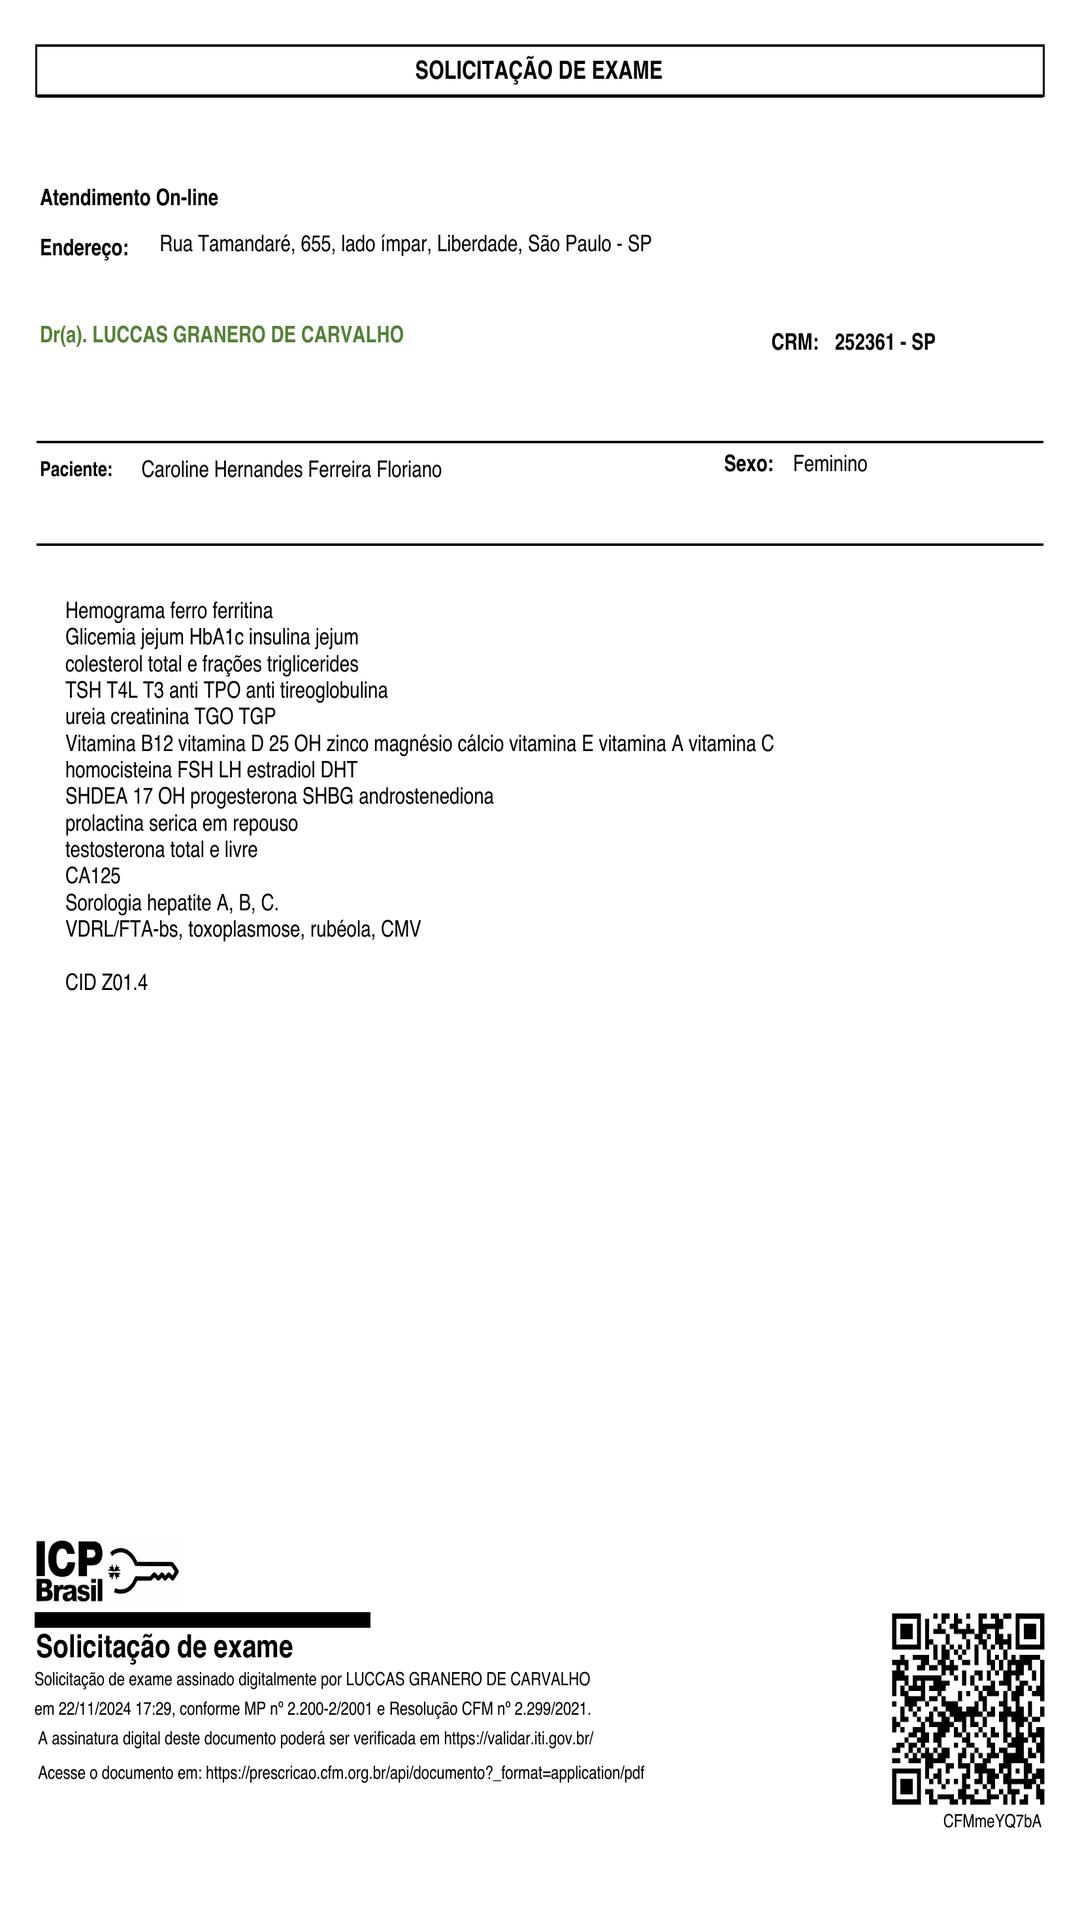 SOLICITAÇÃO DE EXAME
Atendimento On-line
Endereço: Rua Tamandaré, 655, lado ímpar, Liberdade, São Paulo - SP
Dr(a). LUCCAS GRANERO DE CARVALHO
CRM: 252361 - SP
Paciente: Caroline Hernandes Ferreira Floriano
Sexo: Feminino
Hemograma ferro ferritina
Glicemia jejum HbA1c insulina jejum
colesterol total e frações triglicerides
TSH T4L T3 anti TPO anti tireoglobulina
ureia creatinina TGO TGP
Vitamina B12 vitamina D 25 OH zinco magnésio cálcio vitamina E vitamina A vitamina C
homocisteina FSH LH estradiol DHT
SHDEA 17 OH progesterona SHBG androstenediona
prolactina serica em repouso
testosterona total e livre
CA125
Sorologia hepatite A, B, C.
VDRL/FTA-bs, toxoplasmose, rubéola, CMV
CID Z01.4
ICP
Brasil
Solicitação de exame
Solicitação de exame assinado digitalmente por LUCCAS GRANERO DE CARVALHO
em 22/11/2024 17:29, conforme MP nº 2.200-2/2001 e Resolução CFM nº 2.299/2021.
A assinatura digital deste documento poderá ser verificada em https://validar.iti.gov.br/
Acesse o documento em: https://prescricao.cfm.org.br/api/documento?_format=application/pdf
CFMmeYQ7bA